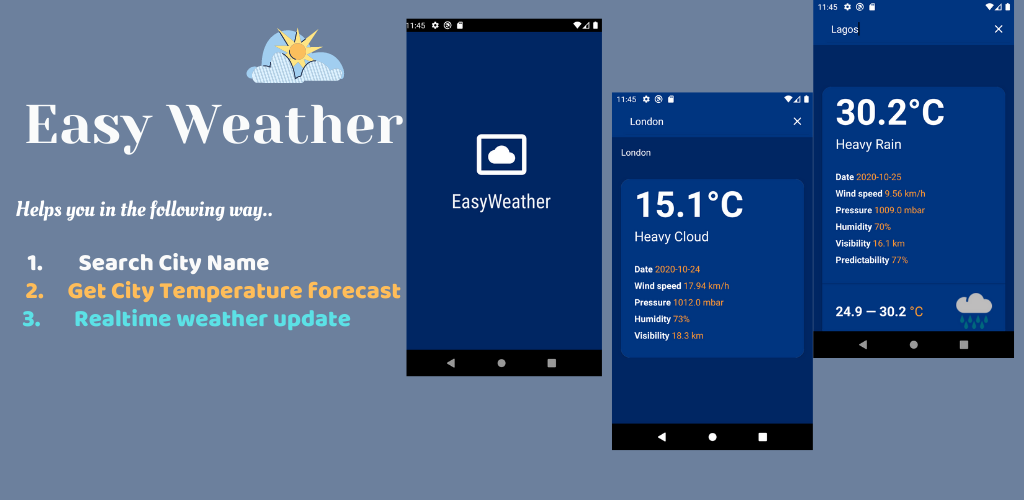 Easy Weather
Helps you in the following way..
1. Search City Name
2. Get City Temperature forecast
3. Realtime weather update
11:45
EasyWeather
11:45
London
London
15.1°C
Heavy Cloud
Date 2020-10-24
Wind speed 17.94 km/h
Pressure 1012.0 mbar
Humidity 73%
Visibility 18.3 km
11:45
Lagos
30.2°C
Heavy Rain
Date 2020-10-25
Wind speed 9.56 km/h
Pressure 1009.0 mbar
Humidity 70%
Visibility 16.1 km
Predictability 77%
24.9 — 30.2 °C